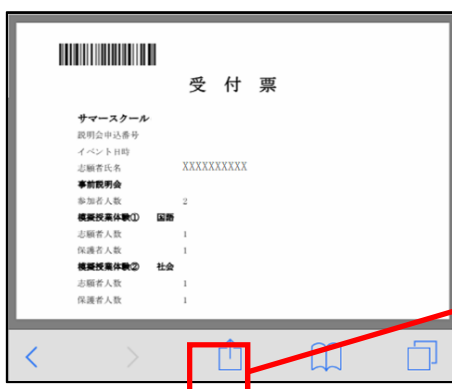 受付票
サマースクール
説明会申込番号
イベント日時
志願者氏名 XXXXXXXXXX
事前説明会
参加者人数 2
模擬授業体験① 国語
志願者人数 1
保護者人数 1
模擬授業体験② 社会
志願者人数 1
保護者人数 1